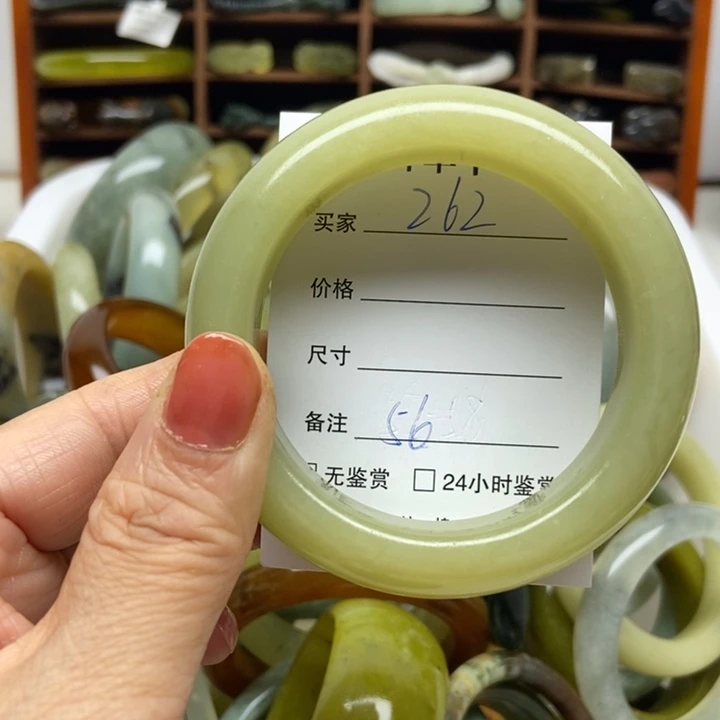 买家 262
价格
尺寸
备注 56
无鉴赏 □ 24小时鉴赏